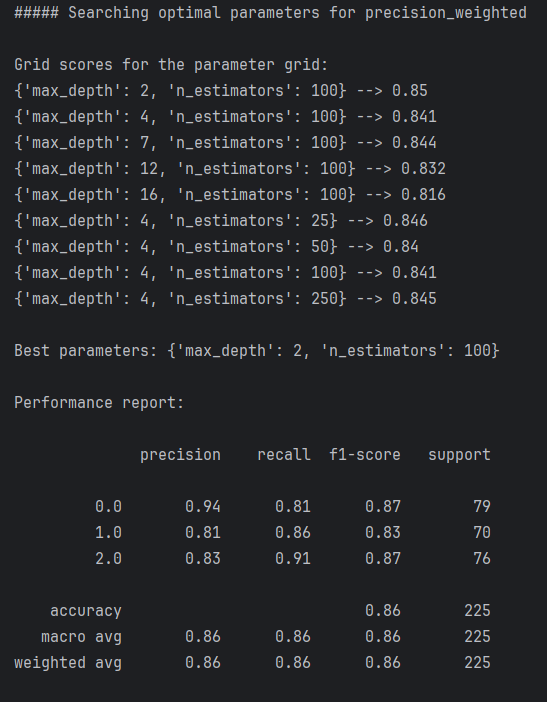 ##### Searching optimal parameters for precision_weighted
Grid scores for the parameter grid:
{'max_depth': 2, 'n_estimators': 100} --> 0.85
{'max_depth': 4, 'n_estimators': 100} --> 0.841
{'max_depth': 7, 'n_estimators': 100} --> 0.844
{'max_depth': 12, 'n_estimators': 100} --> 0.832
{'max_depth': 16, 'n_estimators': 100} --> 0.816
{'max_depth': 4, 'n_estimators': 25} --> 0.846
{'max_depth': 4, 'n_estimators': 50} --> 0.84
{'max_depth': 4, 'n_estimators': 100} --> 0.841
{'max_depth': 4, 'n_estimators': 250} --> 0.845
Best parameters: {'max_depth': 2, 'n_estimators': 100}
Performance report:
precision recall f1-score support
0.0 0.94 0.81 0.87 79
1.0 0.81 0.86 0.83 70
2.0 0.83 0.91 0.87 76
accuracy 0.86 225
macro avg 0.86 0.86 0.86 225
weighted avg 0.86 0.86 0.86 225